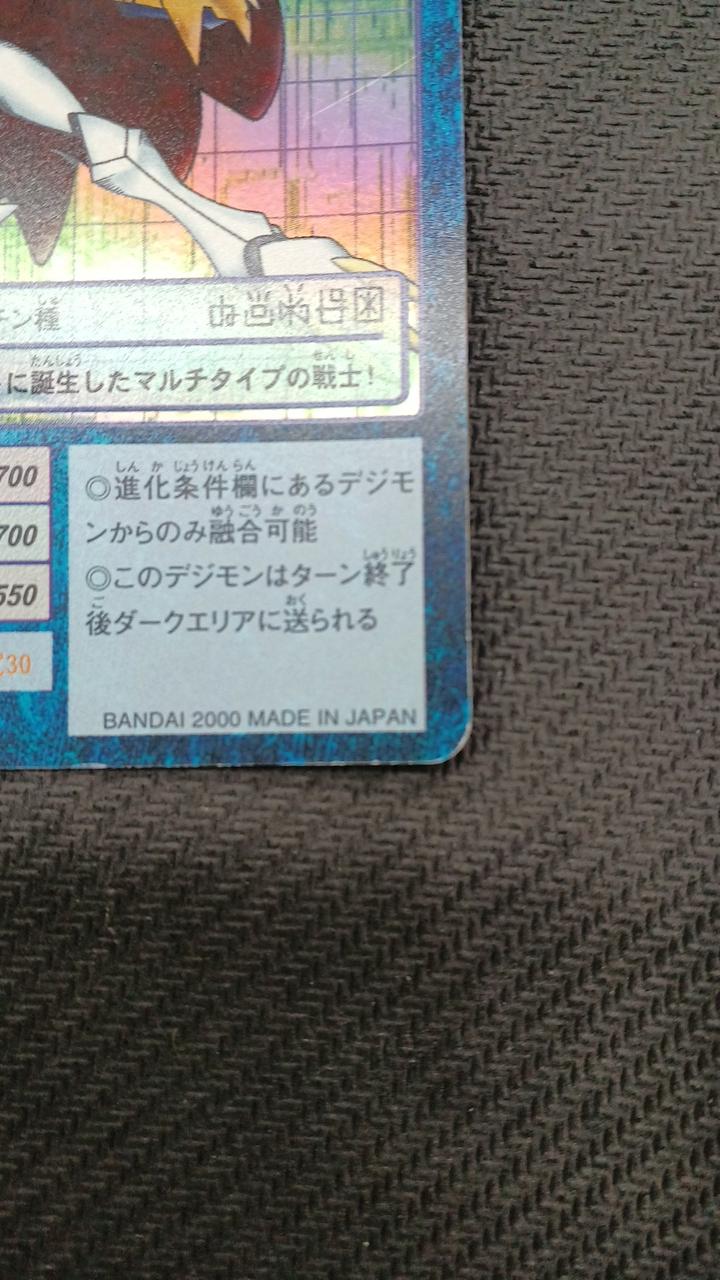 チン種
に誕生したマルチタイプの戦士!
700
◎進化条件欄にあるデジモ
ンからのみ融合可能
700
◎このデジモンはターン終了
550
後ダークエリアに送られる
30
BANDAI 2000 MADE IN JAPAN